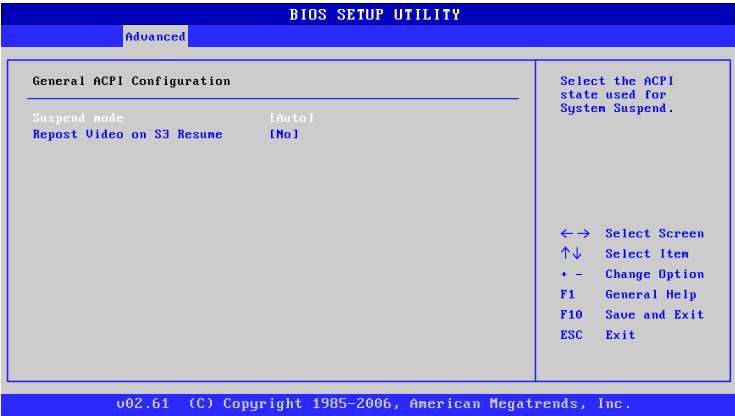 BIOS SETUP UTILITY
Advanced
General ACPI Configuration
Suspend mode [Auto]
Repost Video on S3 Resume [No]
Select the ACPI
state used for
System Suspend.
←→ Select Screen
↑↓ Select Item
+ - Change Option
F1 General Help
F10 Save and Exit
ESC Exit
v02.61 (C) Copyright 1985-2006, American Megatrends, Inc.